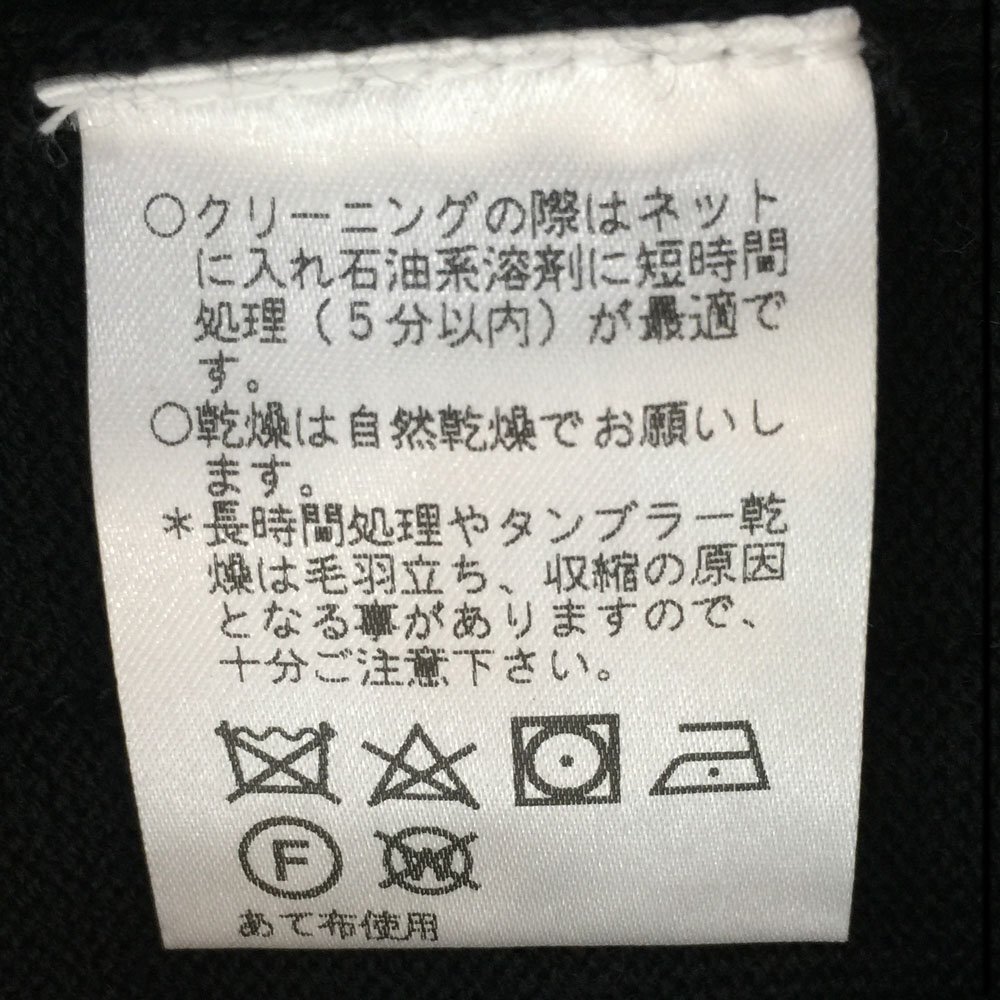 ○クリーニングの際はネット
に入れ石油系溶剤に短時間
処理（５分以内）が最適で
す。
○乾燥は自然乾燥でお願いし
ます。
＊長時間処理やタンブラー乾
燥は毛羽立ち、収縮の原因
となる事がありますので、
十分ご注意下さい。
F W
あて布使用